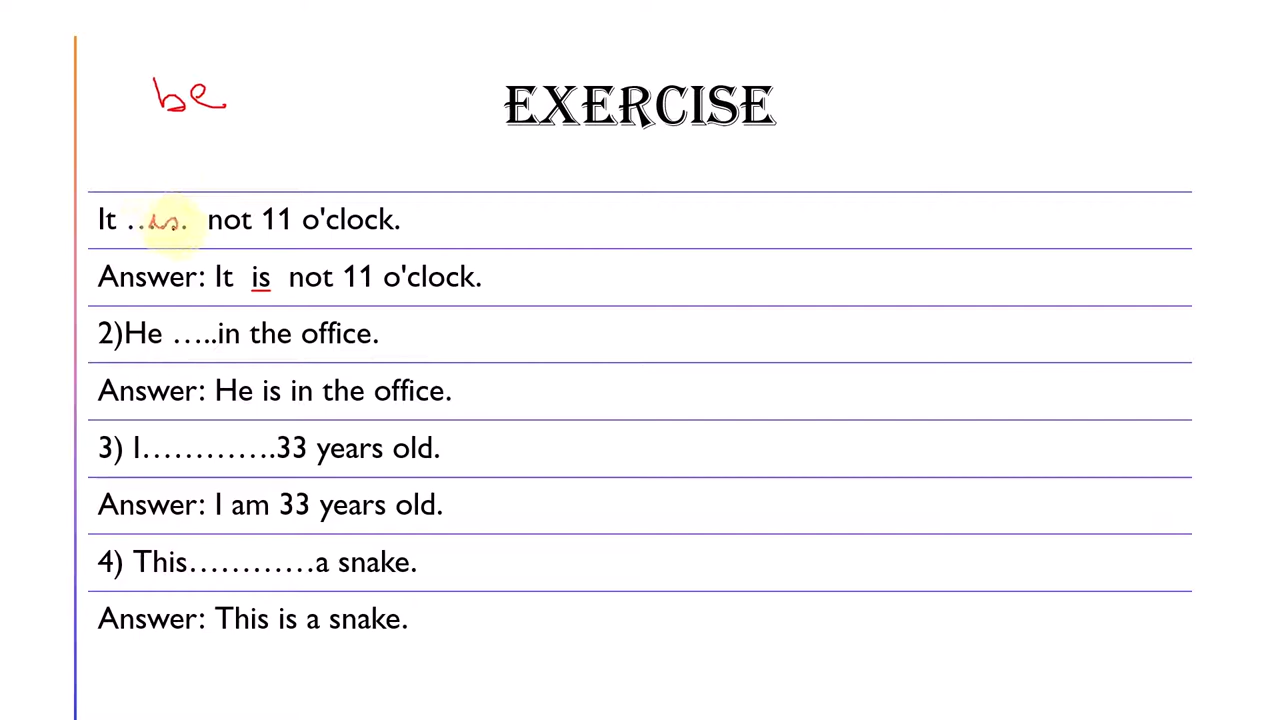 be
EXERCISE
It ..is. not 11 o'clock.
Answer: It is not 11 o'clock.
2)He …..in the office.
Answer: He is in the office.
3) I………….33 years old.
Answer: I am 33 years old.
4) This…………a snake.
Answer: This is a snake.